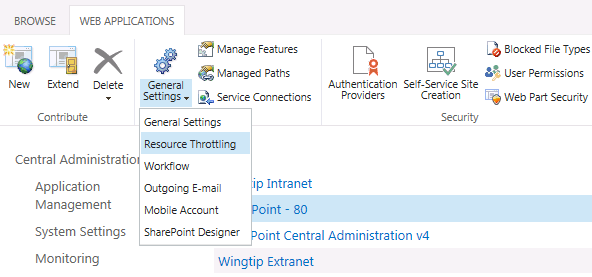 BROWSE
WEB APPLICATIONS
New
Extend
Delete
General
Settings
Manage Features
Managed Paths
Service Connections
Authentication
Providers
Self-Service Site
Creation
Blocked File Types
User Permissions
Web Part Security
Contribute
Security
General Settings
Resource Throttling
Workflow
Outgoing E-mail
Mobile Account
SharePoint Designer
Central Administration
Application
Management
System Settings
Monitoring
Intranet
Point - 80
Point Central Administration v4
Wingtip Extranet